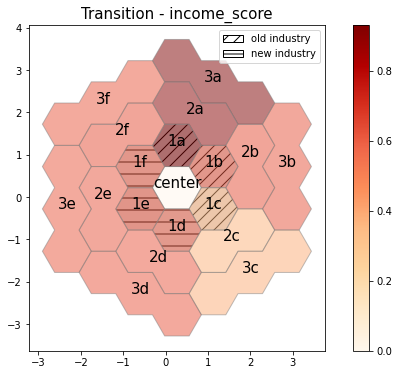 Transition - income_score
old industry
new industry
3a
3f
2a
2f
1a
2b
1f
1b
3b
center
2e
3e
1e
1c
1d
2c
2d
3c
3d
4
3
2
1
0
−1
−2
−3
−3
−2
−1
0
1
2
3
0.8
0.6
0.4
0.2
0.0